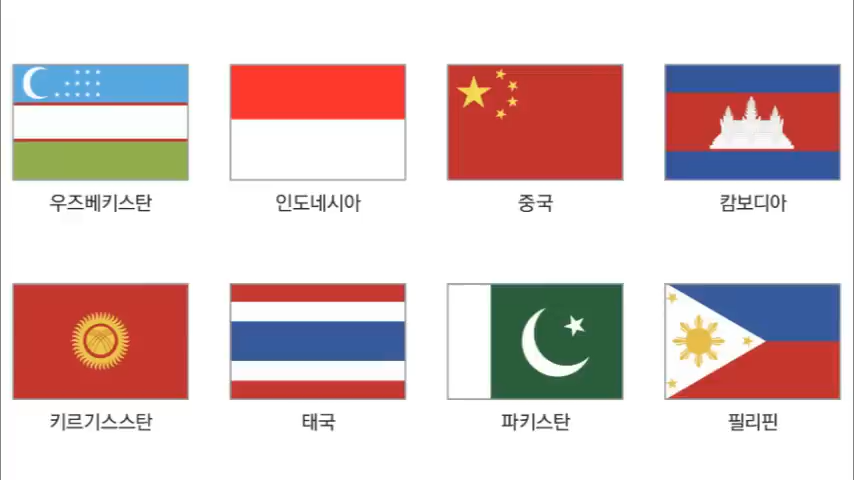 우즈베키스탄
인도네시아
중국
캄보디아
키르기스스탄
태국
파키스탄
필리핀